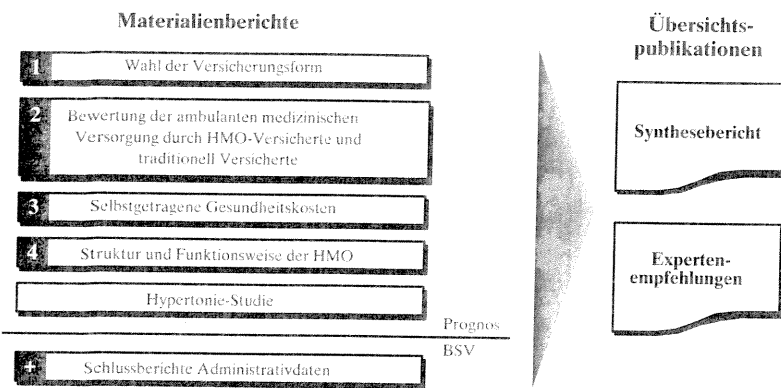 Materialienberichte
1 Wahl der Versicherungsform
2 Bewertung der ambulanten medizinischen
Versorgung durch HMO-Versicherte und
traditionell Versicherte
3 Selbstgetragene Gesundheitskosten
4 Struktur und Funktionsweise der HMO
Hypertonie-Studie
Prognos
BSV
+ Schlussberichte Administrativdaten
Übersichts-
publikationen
Synthesebericht
Experten-
empfehlungen